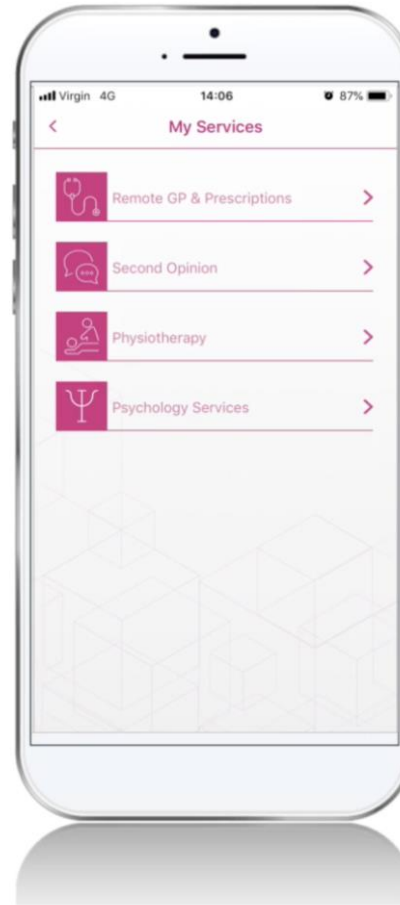 Virgin 4G 14:06 87%
My Services
Remote GP & Prescriptions
Second Opinion
Physiotherapy
Psychology Services